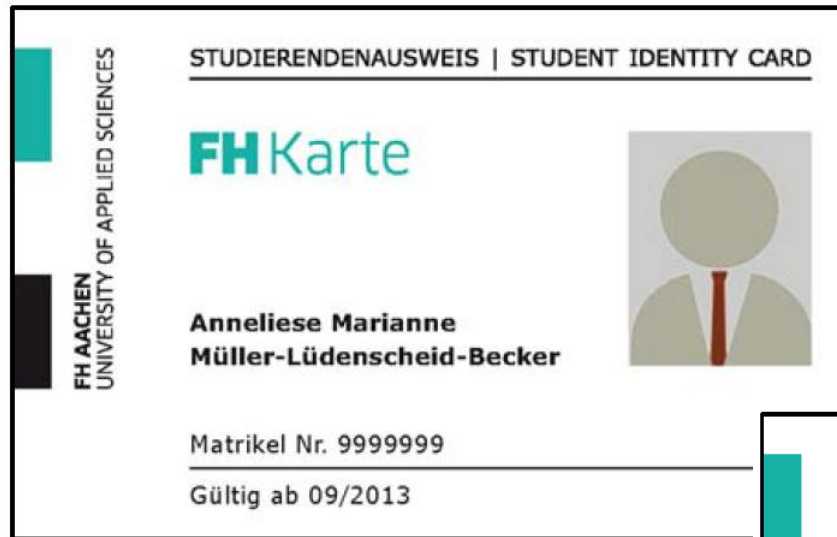 STUDIERENDENAUSWEIS | STUDENT IDENTITY CARD
FH AACHEN
UNIVERSITY OF APPLIED SCIENCES
FH Karte
Anneliese Marianne
Müller-Lüdenscheid-Becker
Matrikel Nr. 9999999
Gültig ab 09/2013